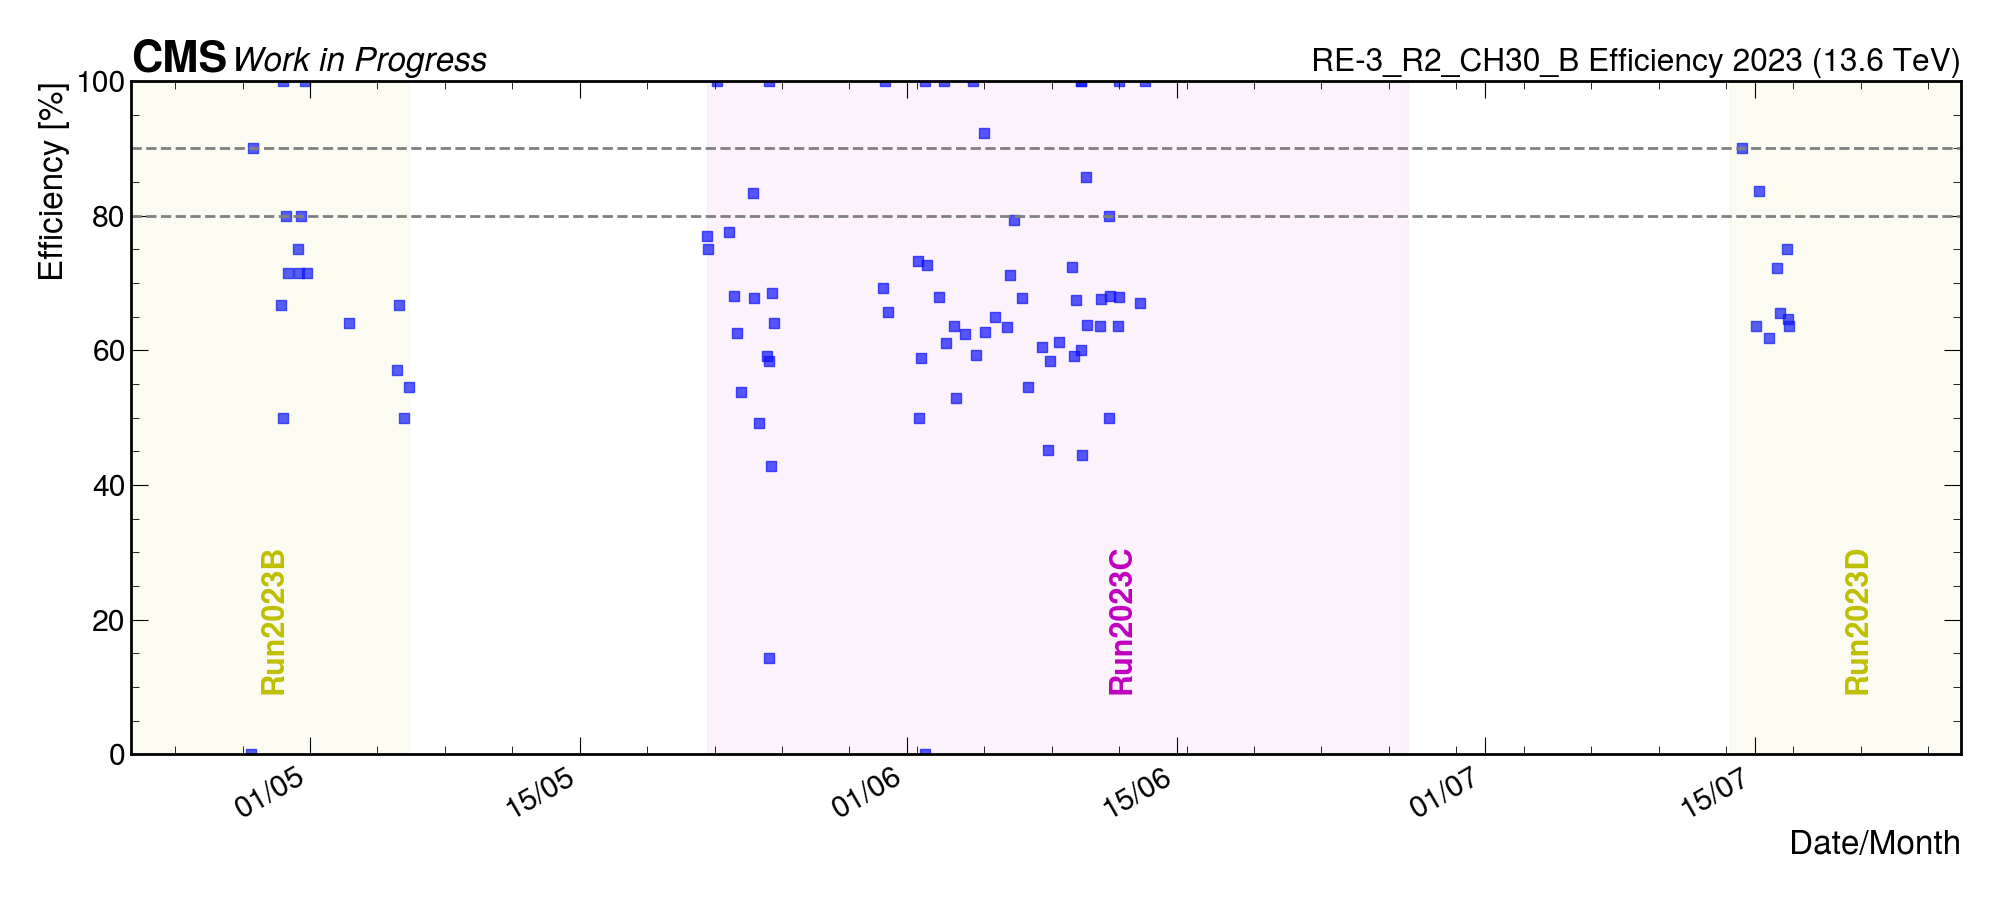 CMS Work in Progress
RE-3_R2_CH30_B Efficiency 2023 (13.6 TeV)
Efficiency [%]
100
80
60
40
20
0
Run2023B
Run2023C
Run2023D
01/05
15/05
01/06
15/06
01/07
15/07
Date/Month